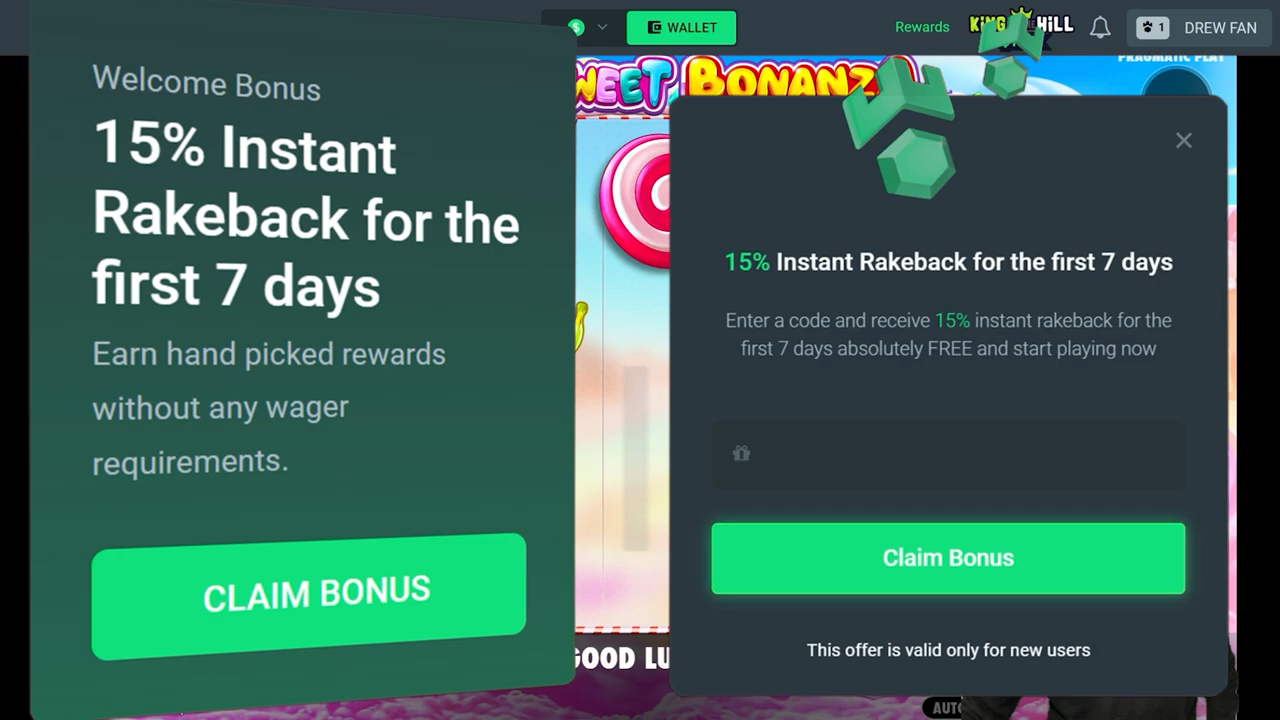 WALLET
Rewards
KING HILL
1
DREW FAN
PRAGMATIC PLAY
SWEET BONANZA
Welcome Bonus
15% Instant
Rakeback for the
first 7 days
Earn hand picked rewards
without any wager
requirements.
CLAIM BONUS
15% Instant Rakeback for the first 7 days
Enter a code and receive 15% instant rakeback for the
first 7 days absolutely FREE and start playing now
Claim Bonus
This offer is valid only for new users
GOOD LU
AUTO